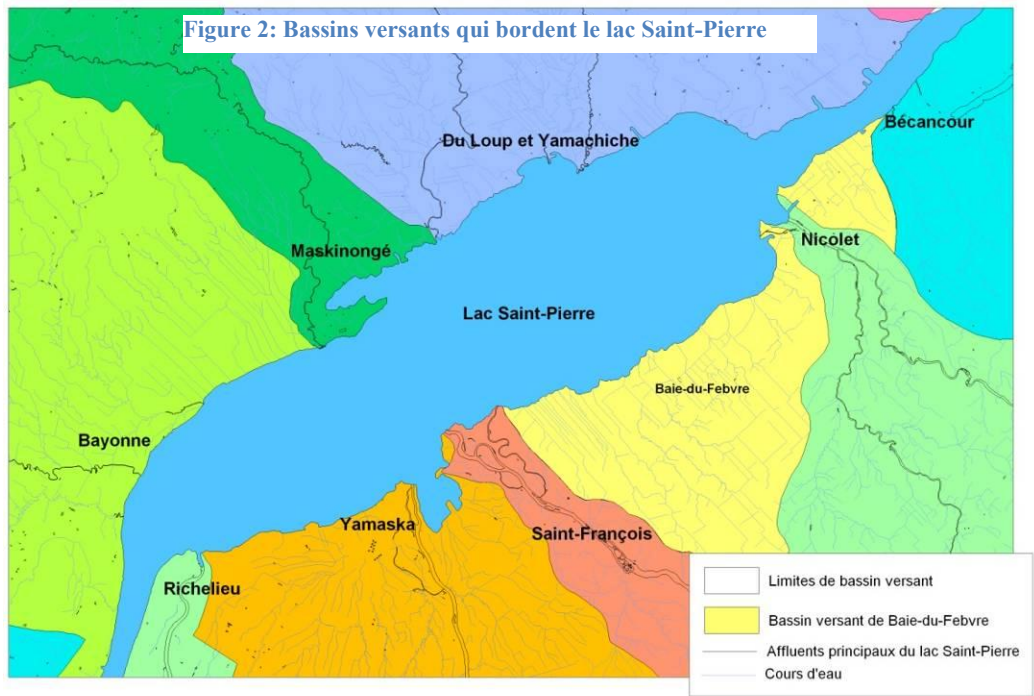 Figure 2: Bassins versants qui bordent le lac Saint-Pierre
Bécancour
Du Loup et Yamachiche
Nicolet
Maskinongé
Lac Saint-Pierre
Baie-du-Febvre
Bayonne
Yamaska
Saint-François
Richelieu
Limites de bassin versant
Bassin versant de Baie-du-Febvre
Affluents principaux du lac Saint-Pierre
Cours d'eau